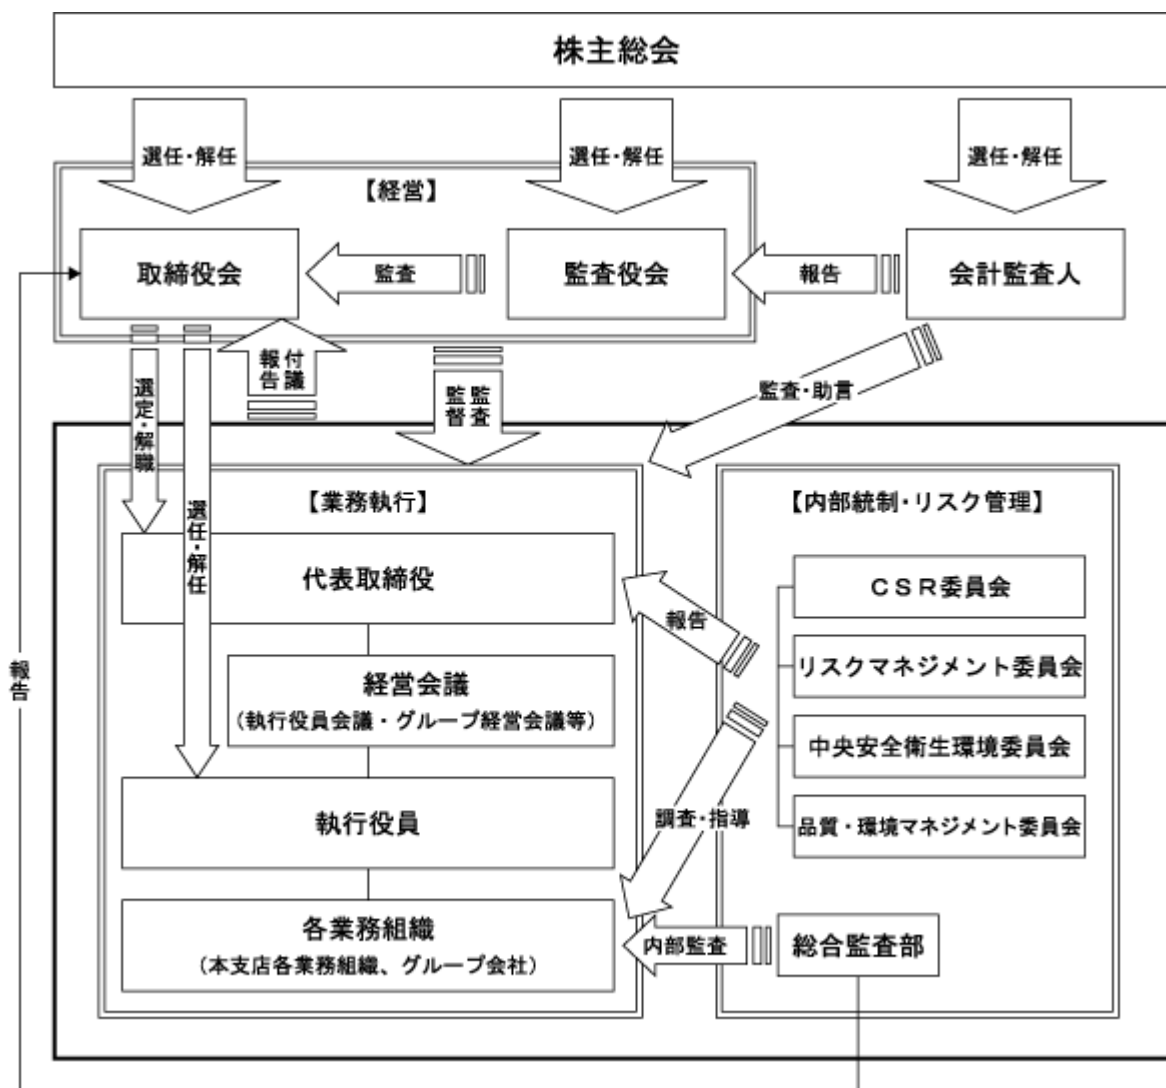 株主総会
選任・解任
選任・解任
選任・解任
【経営】
取締役会
監査
監査役会
報告
会計監査人
付議
報告
選定・解職
選任・解任
監査
監督
監査・助言
【業務執行】
代表取締役
経営会議
(執行役員会議・グループ経営会議等)
執行役員
各業務組織
(本支店各業務組織、グループ会社)
報告
調査・指導
内部監査
【内部統制・リスク管理】
CSR委員会
リスクマネジメント委員会
中央安全衛生環境委員会
品質・環境マネジメント委員会
総合監査部
報告